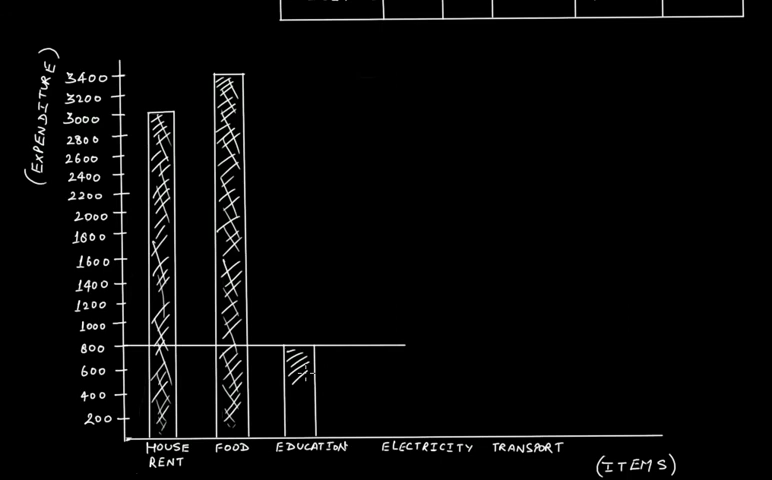 (EXPENDITURE)
3400
3200
3000
2800
2600
2400
2200
2000
1800
1600
1400
1200
1000
800
600
400
200
HOUSE RENT
FOOD
EDUCATION
ELECTRICITY
TRANSPORT
(ITEMS)